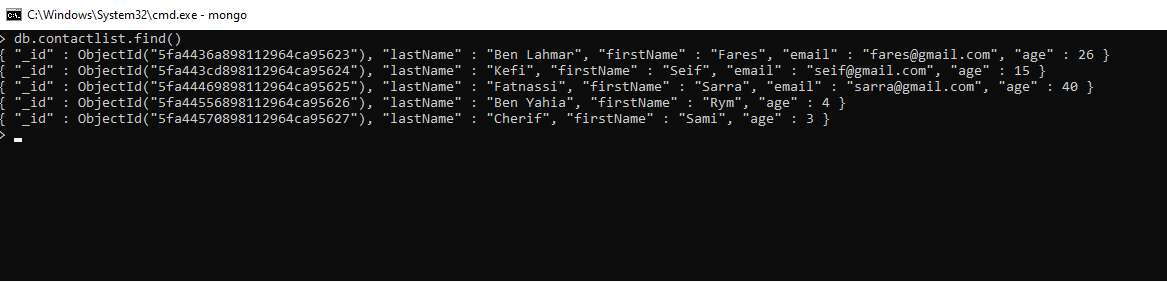 C:\Windows\System32\cmd.exe - mongo
> db.contactlist.find()
{ "_id" : ObjectId("5fa4436a898112964ca95623"), "lastName" : "Ben Lahmar", "firstName" : "Fares", "email" : "fares@gmail.com", "age" : 26 }
{ "_id" : ObjectId("5fa443cd898112964ca95624"), "lastName" : "Kefi", "firstName" : "Seif", "email" : "seif@gmail.com", "age" : 15 }
{ "_id" : ObjectId("5fa44469898112964ca95625"), "lastName" : "Fatnassi", "firstName" : "Sarra", "email" : "sarra@gmail.com", "age" : 40 }
{ "_id" : ObjectId("5fa44556898112964ca95626"), "lastName" : "Ben Yahia", "firstName" : "Rym", "age" : 4 }
{ "_id" : ObjectId("5fa44570898112964ca95627"), "lastName" : "Cherif", "firstName" : "Sami", "age" : 3 }
>